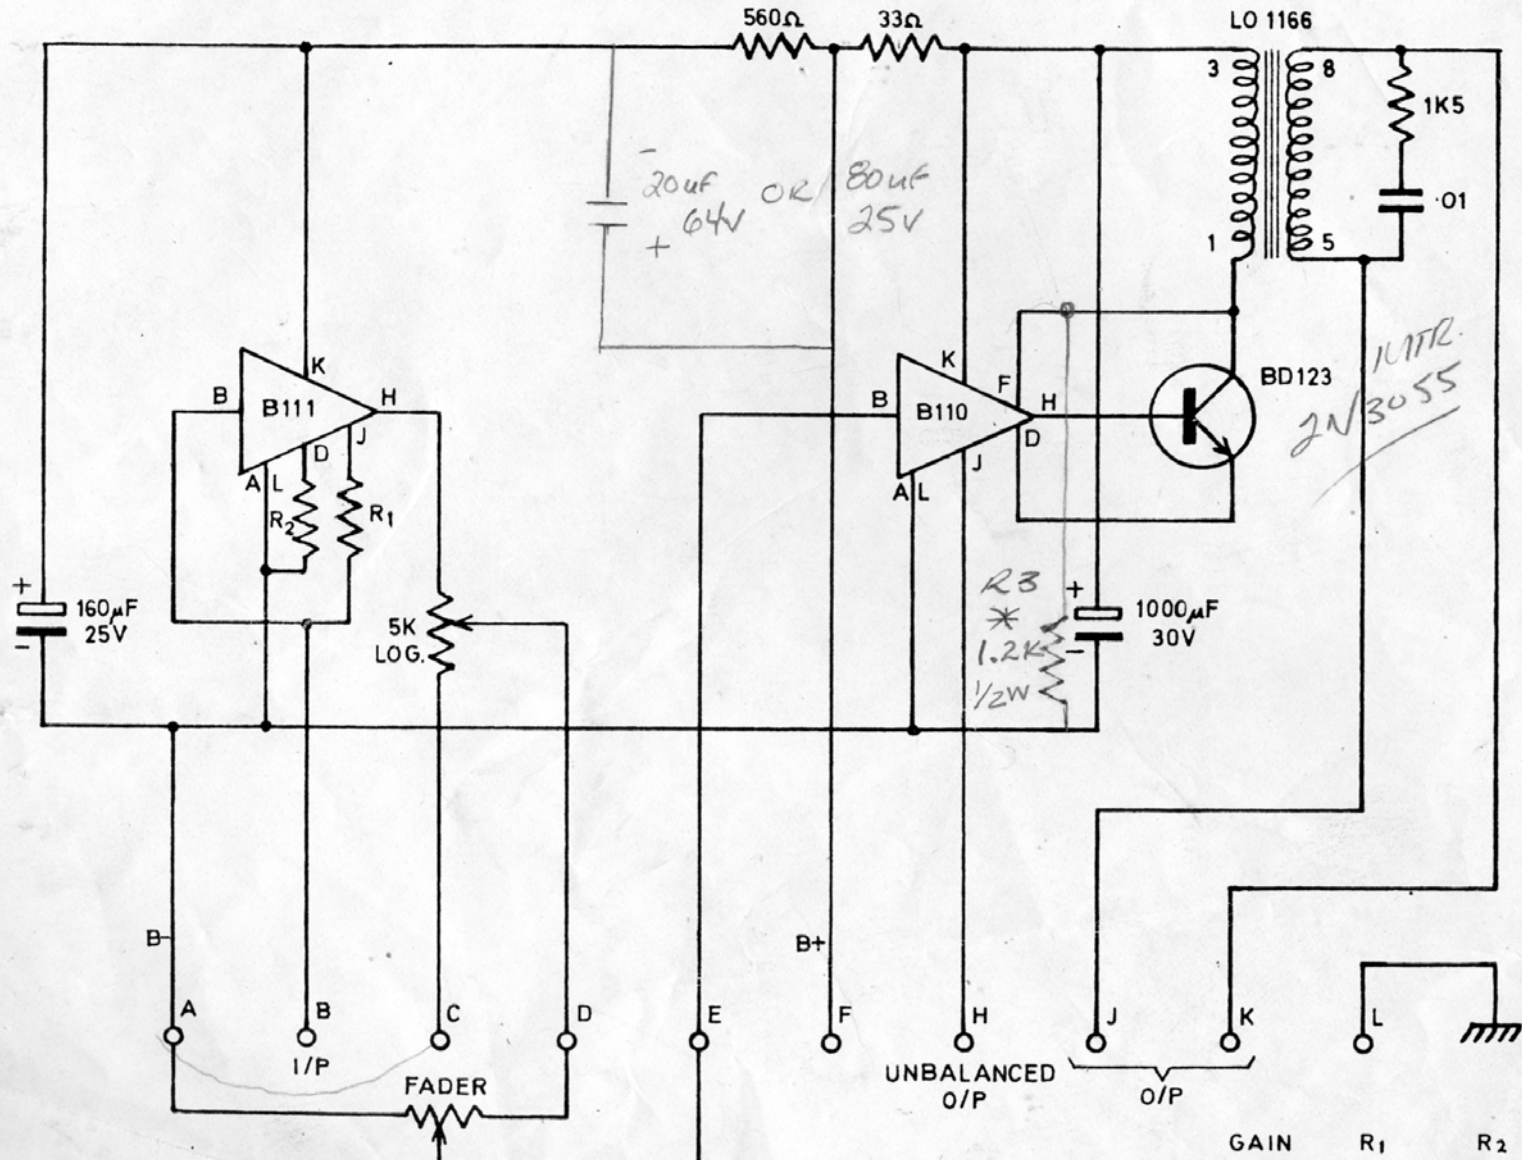 560Ω
33Ω
LO 1166
3
8
1K5
-
20uf
64V
OR
80uf
25V
+
·01
1
5
K
B
B111
H
D
J
A
L
R2
R1
K
B
B110
F
H
D
J
A
L
BD123
2N3055
+
160µF
25V
-
5K
LOG.
R3
*
1.2K
1/2W
+
1000µF
30V
-
B-
B+
A
B
C
D
E
F
H
J
K
L
I/P
UNBALANCED
O/P
O/P
FADER
GAIN
R1
R2